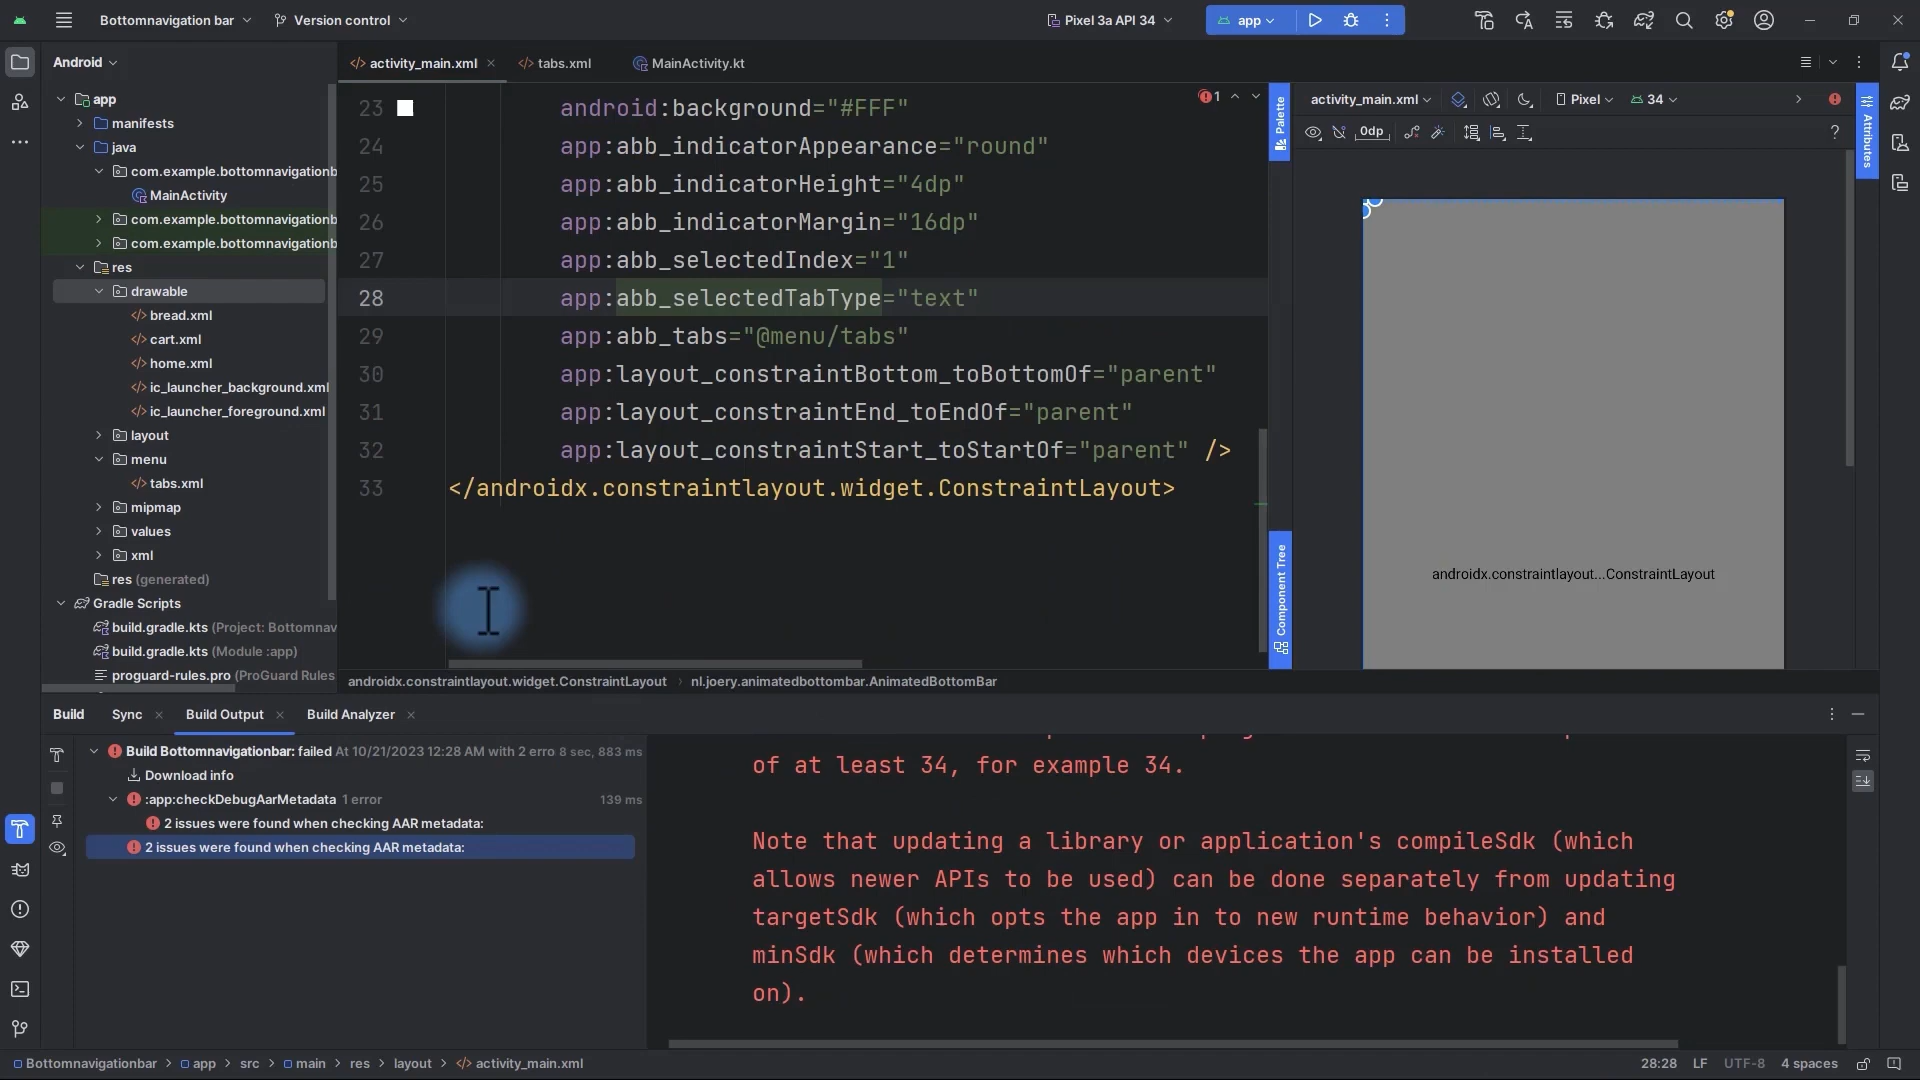 Bottomnavigation bar
Version control
Pixel 3a API 34
app
Android
activity_main.xml
tabs.xml
MainActivity.kt
app
manifests
java
com.example.bottomnavigationb
MainActivity
com.example.bottomnavigationb
com.example.bottomnavigationb
res
drawable
bread.xml
cart.xml
home.xml
ic_launcher_background.xml
ic_launcher_foreground.xml
layout
menu
tabs.xml
mipmap
values
xml
res (generated)
Gradle Scripts
build.gradle.kts (Project: Bottomnav
build.gradle.kts (Module :app)
proguard-rules.pro (ProGuard Rules
23 android:background="#FFF"
24 app:abb_indicatorAppearance="round"
25 app:abb_indicatorHeight="4dp"
26 app:abb_indicatorMargin="16dp"
27 app:abb_selectedIndex="1"
28 app:abb_selectedTabType="text"
29 app:abb_tabs="@menu/tabs"
30 app:layout_constraintBottom_toBottomOf="parent"
31 app:layout_constraintEnd_toEndOf="parent"
32 app:layout_constraintStart_toStartOf="parent" />
33 </androidx.constraintlayout.widget.ConstraintLayout>
1
androidx.constraintlayout.widget.ConstraintLayout
nl.joery.animatedbottombar.AnimatedBottomBar
Palette
Component Tree
activity_main.xml
Pixel
34
0dp
?
Attributes
androidx.constraintlayout...ConstraintLayout
Build
Sync
Build Output
Build Analyzer
Build Bottomnavigationbar: failed At 10/21/2023 12:28 AM with 2 erro 8 sec, 883 ms
Download info
:app:checkDebugAarMetadata 1 error 139 ms
2 issues were found when checking AAR metadata:
2 issues were found when checking AAR metadata:
of at least 34, for example 34.
Note that updating a library or application's compileSdk (which
allows newer APIs to be used) can be done separately from updating
targetSdk (which opts the app in to new runtime behavior) and
minSdk (which determines which devices the app can be installed
on).
Bottomnavigationbar > app > src > main > res > layout > activity_main.xml
28:28 LF UTF-8 4 spaces